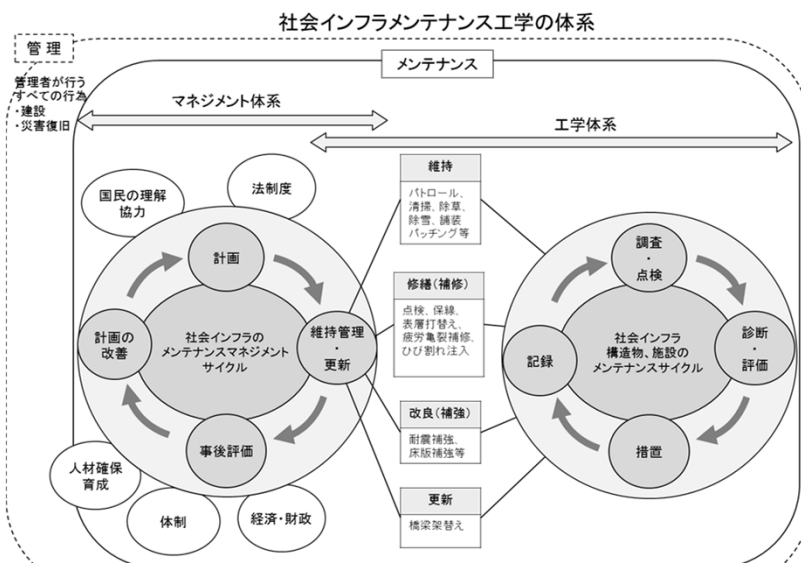 社会インフラメンテナンス工学の体系
管 理
管理者が行う
すべての行為
・建設
・災害復旧
メンテナンス
マネジメント体系
工学体系
国民の理解
協力
法制度
計画
維持管理
・
更新
事後評価
計画の
改善
社会インフラの
メンテナンスマネジメント
サイクル
人材確保
育成
体制
経済・財政
維持
パトロール、
清掃、除草、
除雪、舗装
パッチング等
修繕(補修)
点検、保線、
表層打替え、
疲労亀裂補修、
ひび割れ注入
改良(補強)
耐震補強、
床版補強等
更新
橋梁架替え
調査
・
点検
診断
・
評価
措置
記録
社会インフラ
構造物、施設の
メンテナンスサイクル